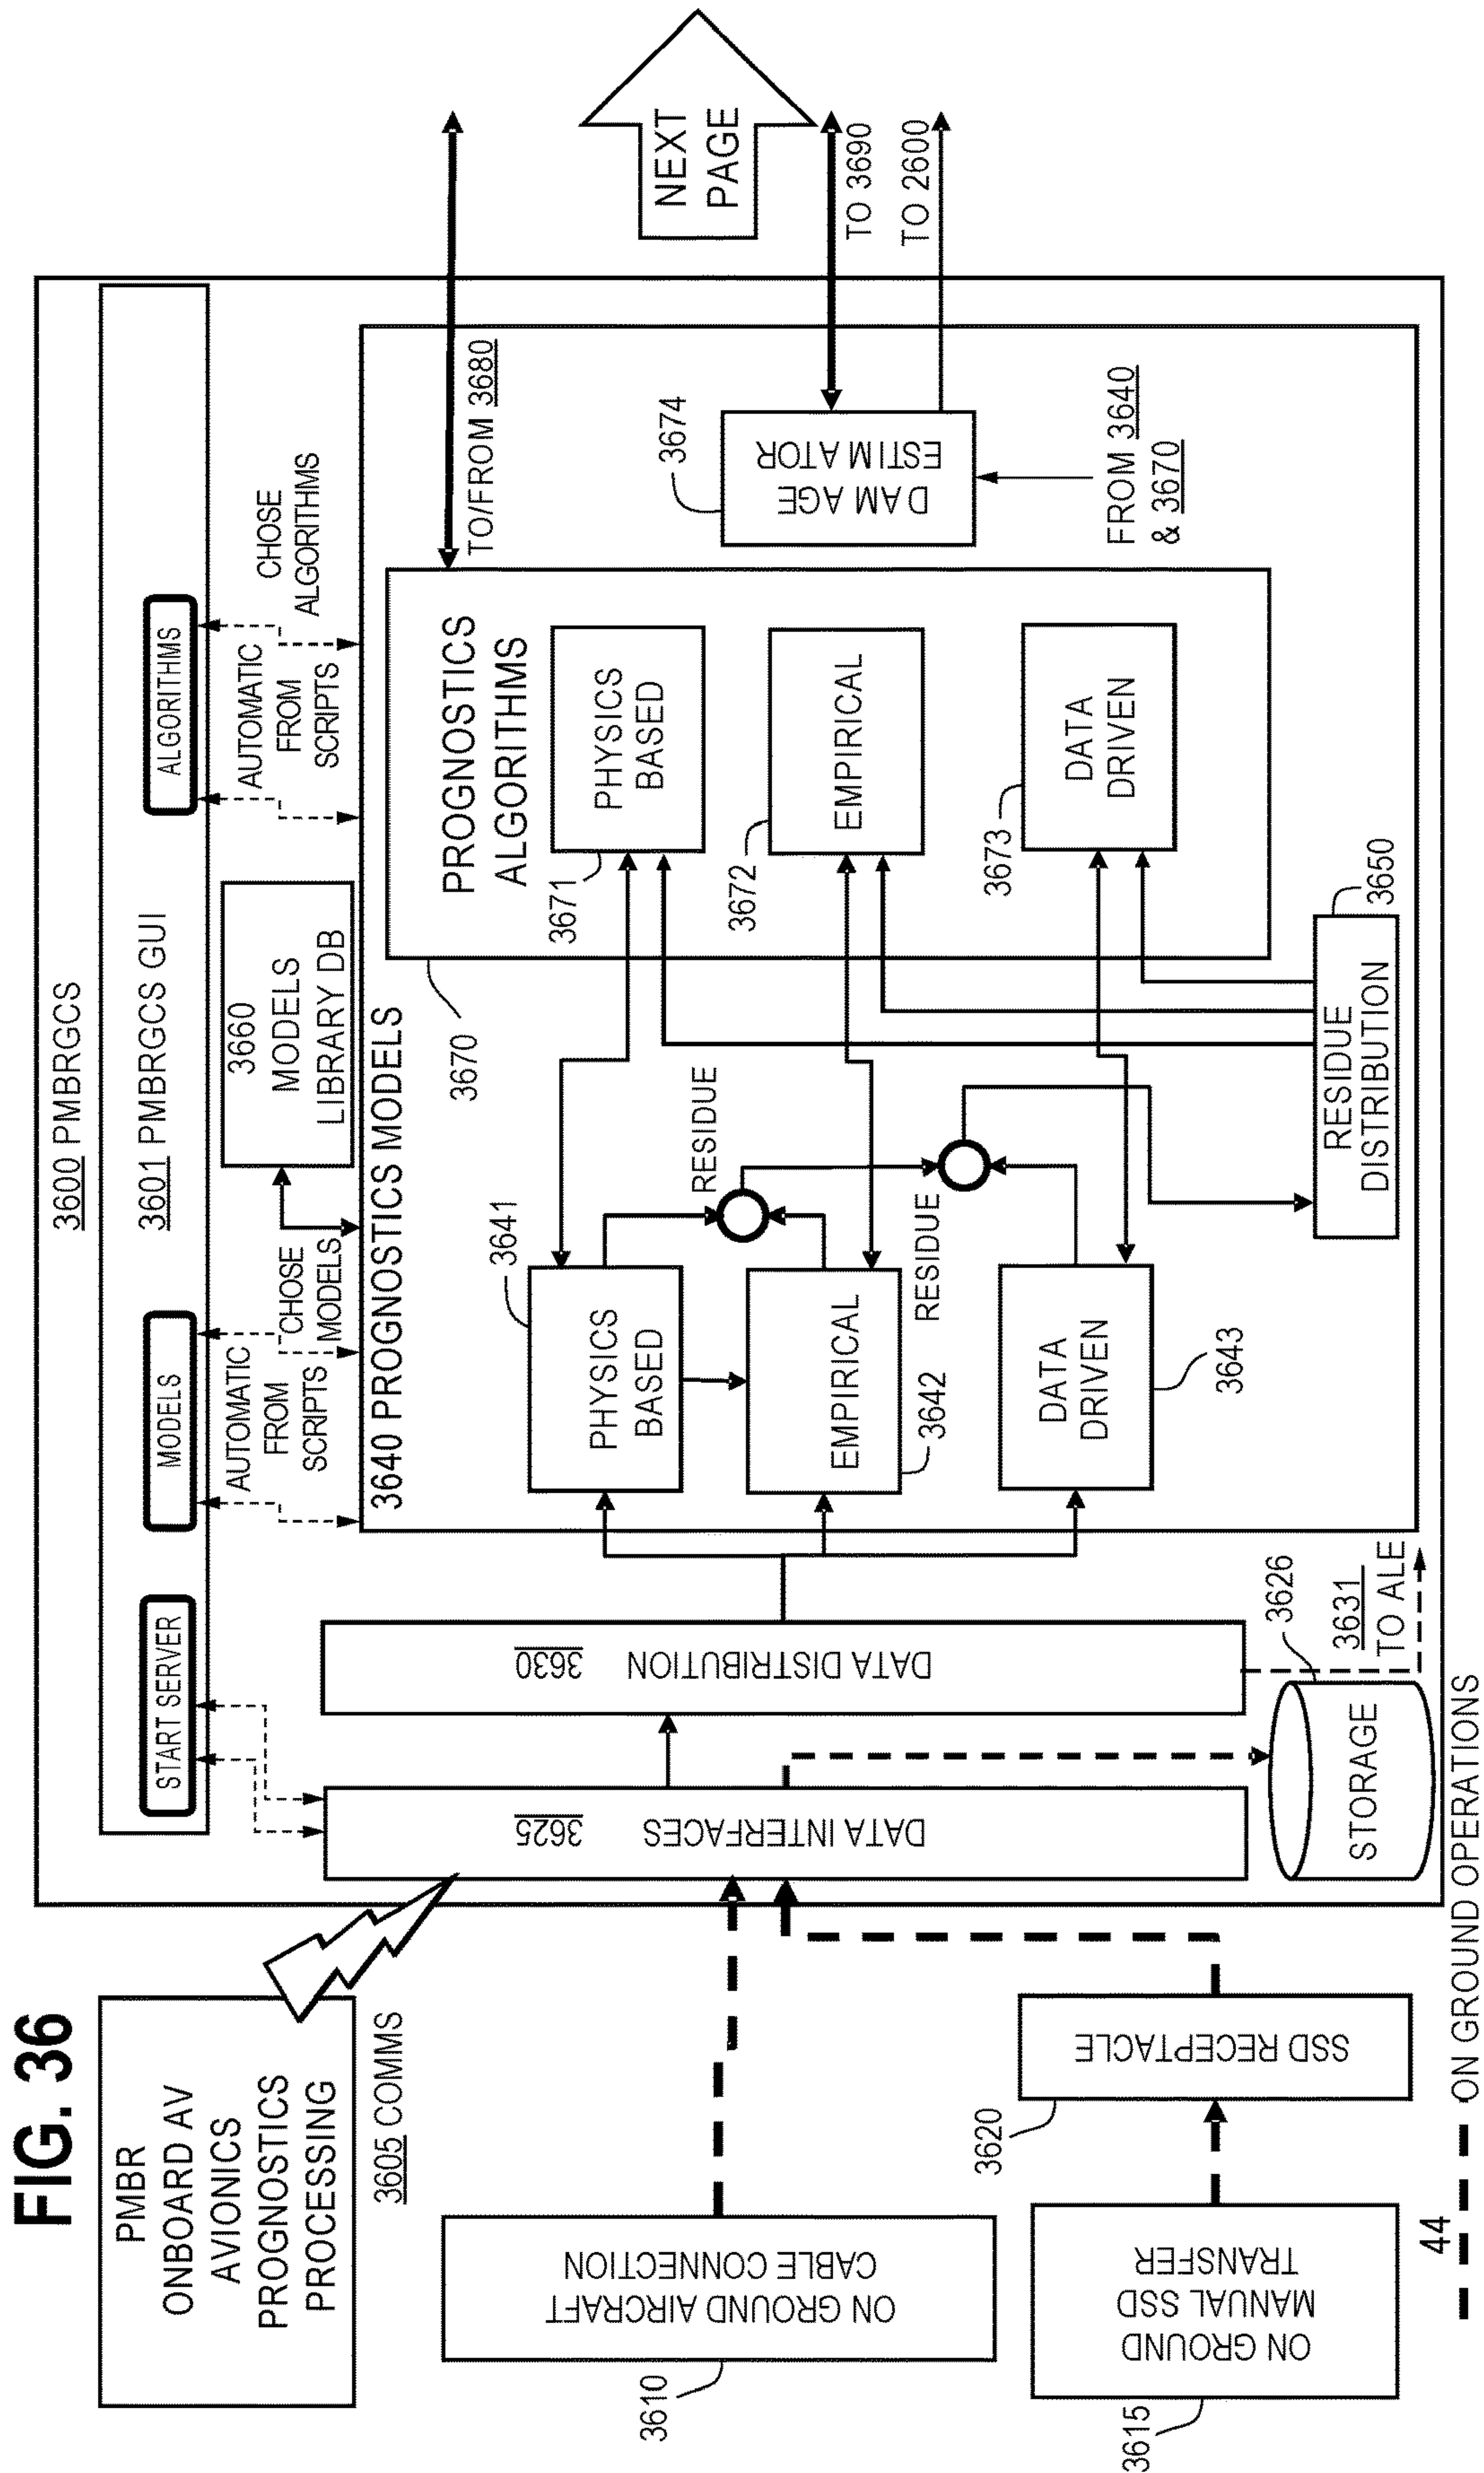 FIG. 36
PMBR
ONBOARD AV
AVIONICS
PROGNOSTICS
PROCESSING
3605 COMMS
3610
ON GROUND AIRCRAFT
CABLE CONNECTION
3615
ON GROUND
MANUAL SSD
TRANSFER
3620
SSD RECEPTACLE
44
ON GROUND OPERATIONS
3600 PMBRGCS
3601 PMBRGCS GUI
START SERVER
MODELS
ALGORITHMS
DATA INTERFACES 3625
DATA DISTRIBUTION 3630
STORAGE
3626
3631
TO ALE
AUTOMATIC
FROM
SCRIPTS
CHOSE
MODELS
3660
MODELS
LIBRARY DB
AUTOMATIC
FROM
SCRIPTS
CHOSE
ALGORITHMS
3640 PROGNOSTICS MODELS
3641
PHYSICS
BASED
EMPIRICAL
3642
DATA
DRIVEN
3643
RESIDUE
RESIDUE
RESIDUE
DISTRIBUTION
3650
3670
PROGNOSTICS
ALGORITHMS
3671
PHYSICS
BASED
3672
EMPIRICAL
3673
DATA
DRIVEN
TO/FROM 3680
3674
DAMAGE
ESTIMATOR
FROM 3640
& 3670
NEXT
PAGE
TO 3690
TO 2600